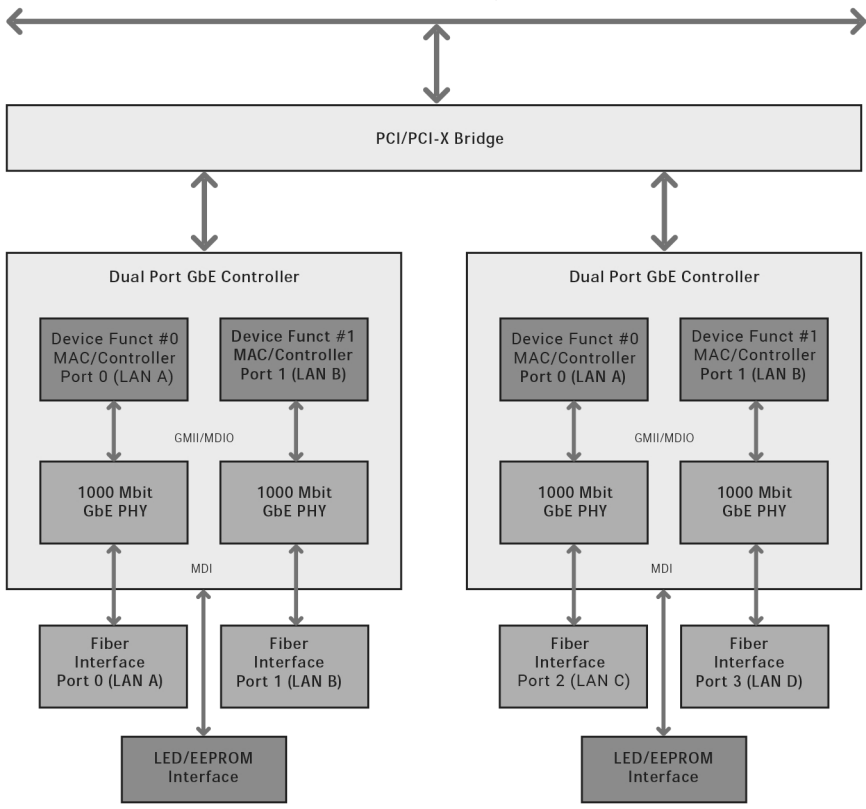 PCI/PCI-X Bridge
Dual Port GbE Controller
Device Funct #0
MAC/Controller
Port 0 (LAN A)
Device Funct #1
MAC/Controller
Port 1 (LAN B)
GMII/MDIO
1000 Mbit
GbE PHY
1000 Mbit
GbE PHY
MDI
Fiber
Interface
Port 0 (LAN A)
Fiber
Interface
Port 1 (LAN B)
LED/EEPROM
Interface
Dual Port GbE Controller
Device Funct #0
MAC/Controller
Port 0 (LAN A)
Device Funct #1
MAC/Controller
Port 1 (LAN B)
GMII/MDIO
1000 Mbit
GbE PHY
1000 Mbit
GbE PHY
MDI
Fiber
Interface
Port 2 (LAN C)
Fiber
Interface
Port 3 (LAN D)
LED/EEPROM
Interface